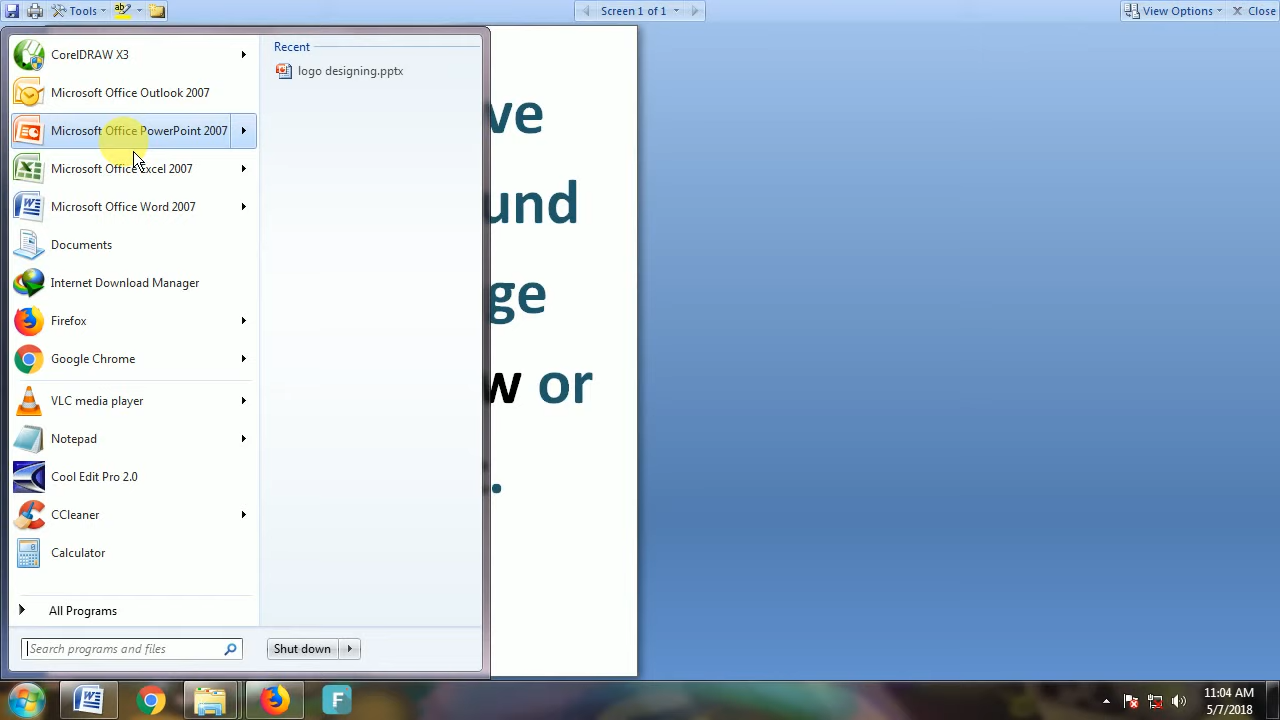 Tools
Screen 1 of 1
View Options
Close
CorelDRAW X3
Microsoft Office Outlook 2007
Microsoft Office PowerPoint 2007
Microsoft Office Excel 2007
Microsoft Office Word 2007
Documents
Internet Download Manager
Firefox
Google Chrome
VLC media player
Notepad
Cool Edit Pro 2.0
CCleaner
Calculator
All Programs
Search programs and files
Shut down
Recent
logo designing.pptx
ve
und
ge
w or
.
F
11:04 AM
5/7/2018